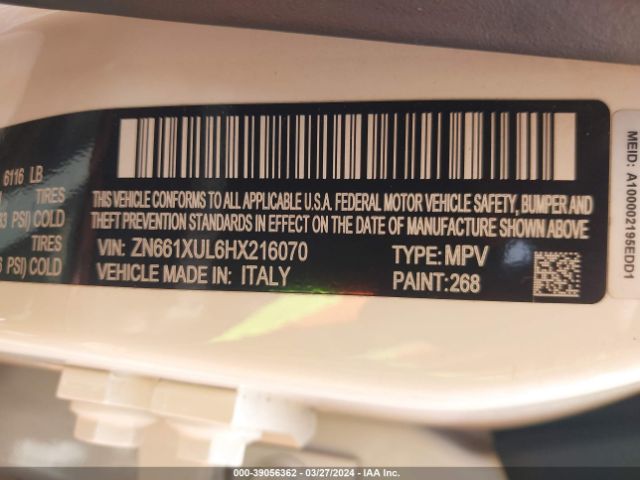 6116 LB
TIRES
PSI) COLD
TIRES
PSI) COLD
THIS VEHICLE CONFORMS TO ALL APPLICABLE U.S.A. FEDERAL MOTOR VEHICLE SAFETY, BUMPER AND
THEFT PREVENTION STANDARDS IN EFFECT ON THE DATE OF MANUFACTURE SHOWN ABOVE
VIN: ZN661XUL6HX216070 TYPE: MPV
VEHICLE MADE IN: ITALY PAINT:268
MEID: A100002195EDD1
000-39056362 - 03/27/2024 - IAA Inc.